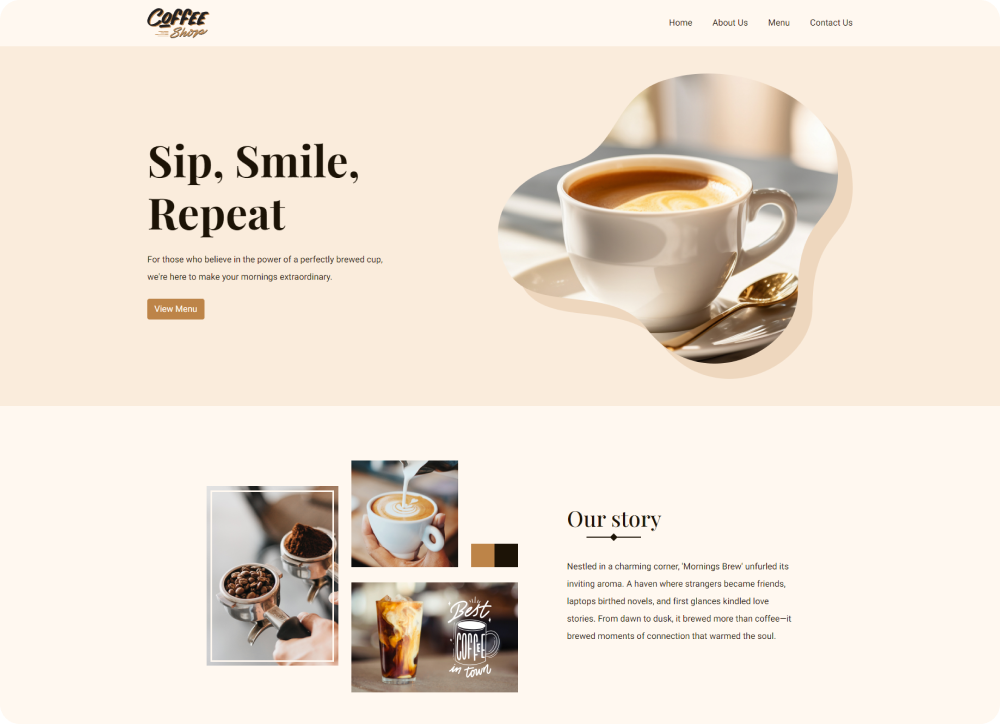 COFFEE
Shop
Home About Us Menu Contact Us
Sip, Smile,
Repeat
For those who believe in the power of a perfectly brewed cup,
we're here to make your mornings extraordinary.
View Menu
Our story
Nestled in a charming corner, 'Mornings Brew' unfurled its
inviting aroma. A haven where strangers became friends,
laptops birthed novels, and first glances kindled love
stories. From dawn to dusk, it brewed more than coffee—it
brewed moments of connection that warmed the soul.
Best
COFFEE
in town